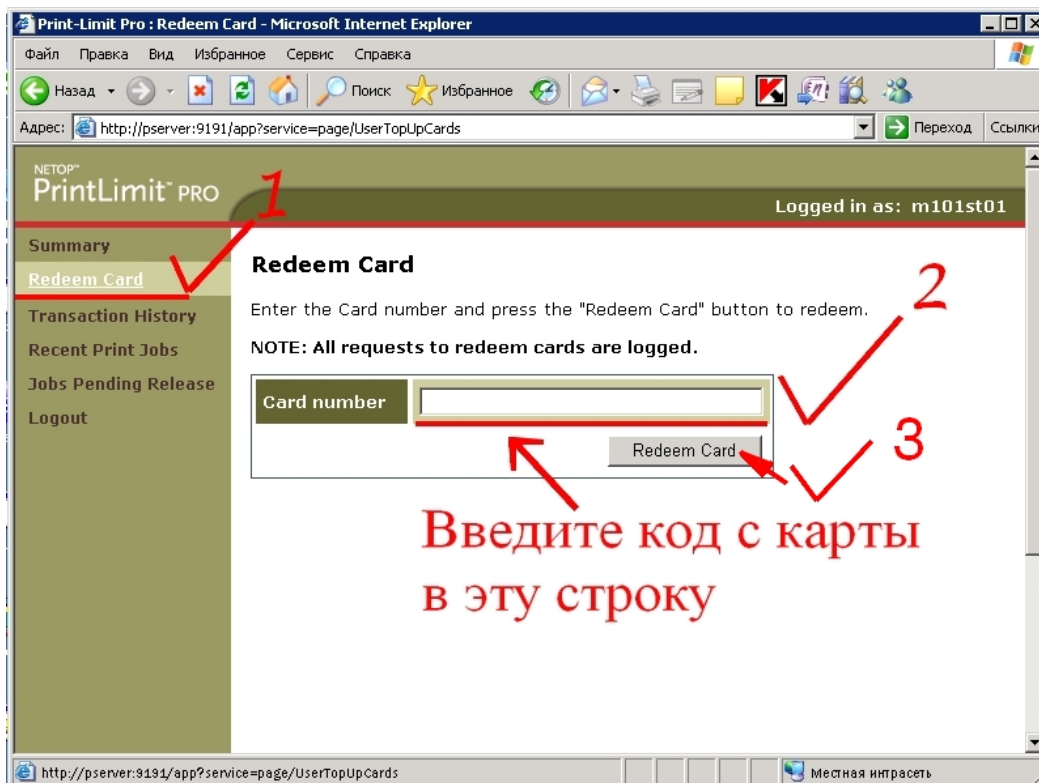 Print-Limit Pro : Redeem Card - Microsoft Internet Explorer
Файл Правка Вид Избранное Сервис Справка
Назад Поиск Избранное
Адрес: http://pserver:9191/app?service=page/UserTopUpCards Переход Ссылки
NETOP™
PrintLimit™ PRO
1
Logged in as: m101st01
Summary
Redeem Card
Transaction History
Recent Print Jobs
Jobs Pending Release
Logout
Redeem Card
2
Enter the Card number and press the "Redeem Card" button to redeem.
NOTE: All requests to redeem cards are logged.
Card number
Redeem Card
3
Введите код с карты
в эту строку
http://pserver:9191/app?service=page/UserTopUpCards Местная интрасеть